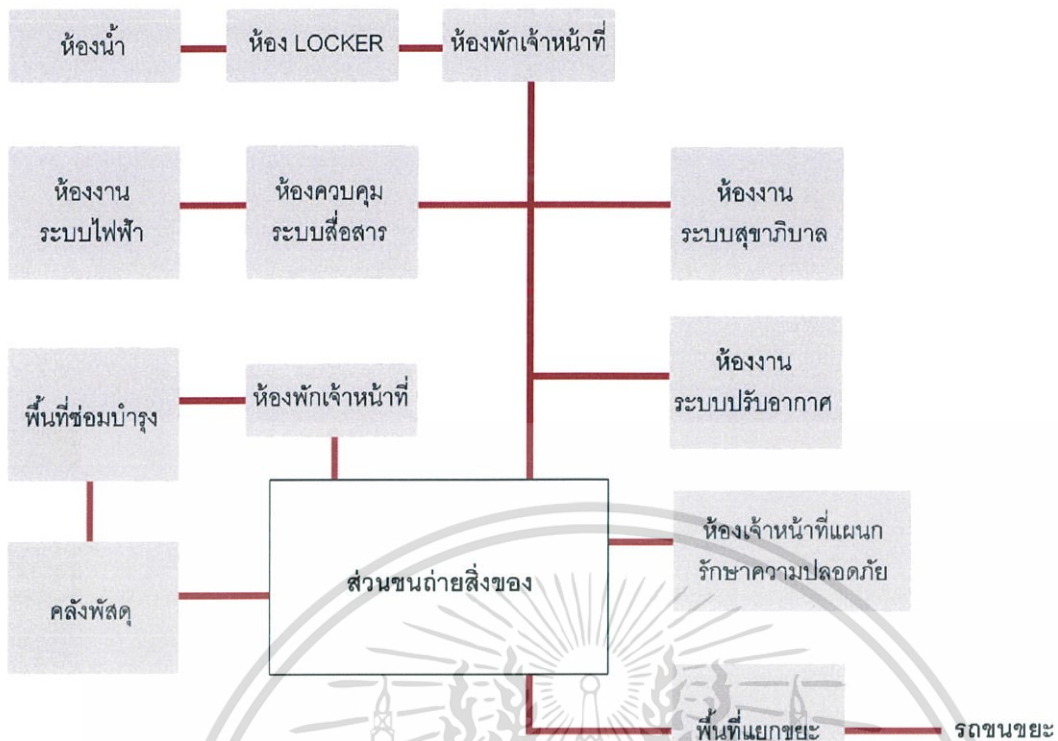 ห้องน้ำ
ห้อง LOCKER
ห้องพักเจ้าหน้าที่
ห้องงาน
ระบบไฟฟ้า
ห้องควบคุม
ระบบสื่อสาร
ห้องงาน
ระบบสุขาภิบาล
ห้องงาน
ระบบปรับอากาศ
พื้นที่ซ่อมบำรุง
ห้องพักเจ้าหน้าที่
คลังพัสดุ
ส่วนขนถ่ายสิ่งของ
ห้องเจ้าหน้าที่แผนก
รักษาความปลอดภัย
พื้นที่แยกขยะ
รถขนขยะ